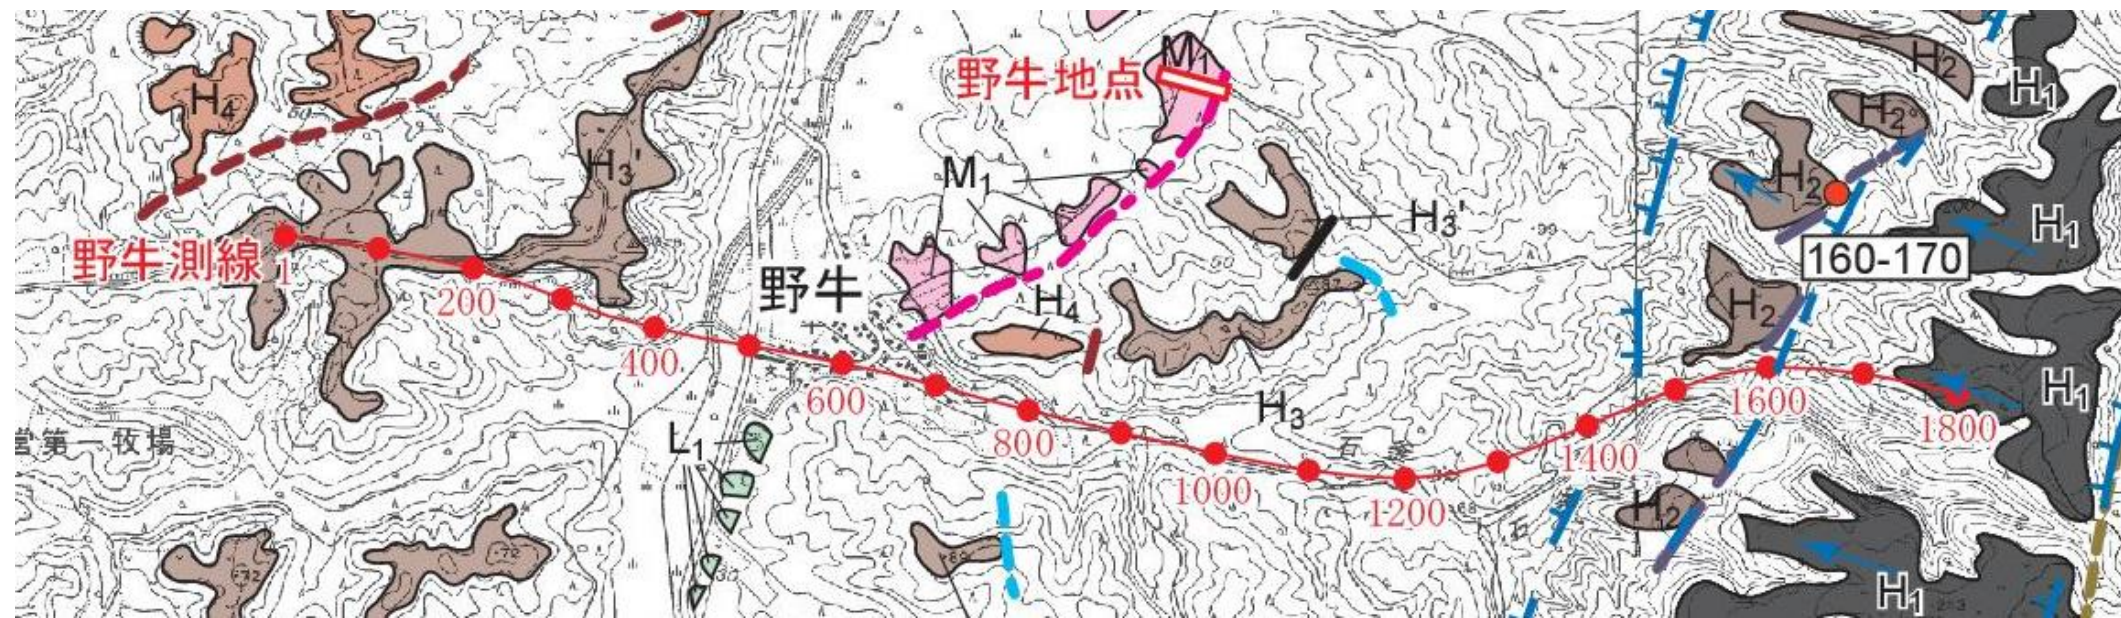 H₂
H₁
M₁
野牛地点
H₄
H₂
H₃'
M₁
H₂
H₃'
H₁
野牛測線
1
160-170
200
野牛
H₄
H₂
400
600
1600
H₁
1800
H₃
800
営第一牧場
L₁
1400
1000
1200
H₂
H₁